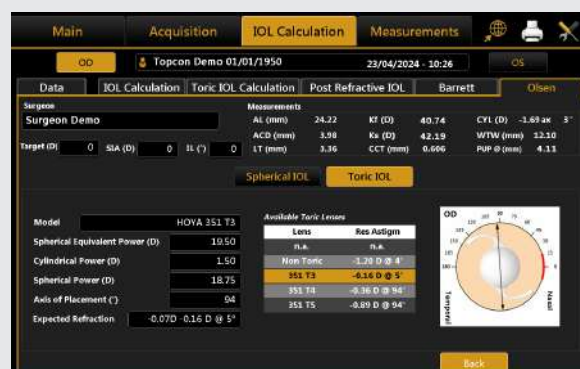 Main Acquisition IOL Calculation Measurements
OD Topcon Demo 01/01/1950 23/04/2024 - 10:26 OS
Data IOL Calculation Toric IOL Calculation Post Refractive IOL Barrett Olsen
Surgeon Measurements
Surgeon Demo AL (mm) 24.22 Kf (D) 40.74 CYL (D) -1.69 ax 3°
ACD (mm) 3.98 Ks (D) 42.19 WTW (mm) 12.10
Target (D) 0 SIA (D) 0 IL (°) 0 LT (mm) 3.36 CCT (mm) 0.606 PUP Ø (mm) 4.11
Spherical IOL Toric IOL
Model HOYA 351 T3
Spherical Equivalent Power (D) 19.50
Cylindrical Power (D) 1.50
Spherical Power (D) 18.75
Axis of Placement (°) 94
Expected Refraction -0.07D -0.16 D @ 5°
Available Toric Lenses
Lens Res Astigm
n.a. n.a.
Non Toric -1.20 D @ 4°
351 T3 -0.16 D @ 5°
351 T4 -0.36 D @ 94°
351 T5 -0.89 D @ 94°
OD
Temporal
Nasal
Back